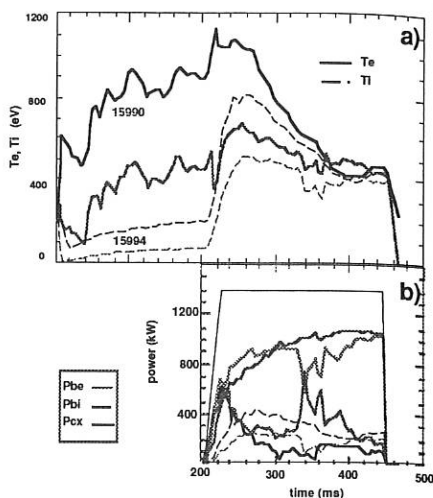 1200
a)
Te
Ti
800
15990
Te, Ti (eV)
400
15994
0
b)
1200
power (kW)
800
400
0
Pbe
Pbi
Pcx
200
300
400
500
time (ms)